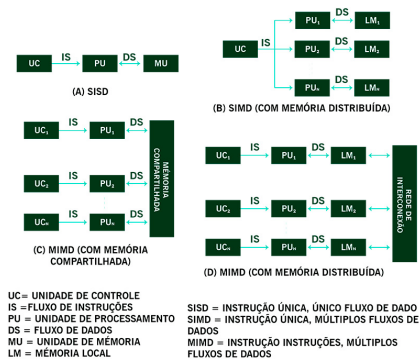 IS DS
UC PU MU
(A) SISD
DS
PU₁ LM₁
IS DS
UC PU₂ LM₂
DS
PUₙ LMₙ
(B) SIMD (COM MEMÓRIA DISTRIBUÍDA)
IS DS
UC₁ PU₁
IS DS
UC₂ PU₂
IS DS
UCₙ PUₙ
MÉMORIA
COMPARTILHADA
(C) MIMD (COM MEMÓRIA
COMPARTILHADA)
IS DS
UC₁ PU₁ LM₁
IS DS
UC₂ PU₂ LM₂
IS DS
UCₙ PUₙ LMₙ
REDE DE
INTERCONEXÃO
(D) MIMD (COM MEMÓRIA DISTRIBUÍDA)
UC= UNIDADE DE CONTROLE
IS =FLUXO DE INSTRUÇÕES
PU = UNIDADE DE PROCESSAMENTO
DS = FLUXO DE DADOS
MU = UNIDADE DE MEMÓRIA
LM = MÉMORIA LOCAL
SISD = INSTRUÇÃO ÚNICA, ÚNICO FLUXO DE DADO
SIMD = INSTRUÇÃO ÚNICA, MÚLTIPLOS FLUXOS DE
DADOS
MIMD = INSTRUÇÃO INSTRUÇÕES, MÚLTIPLOS
FLUXOS DE DADOS